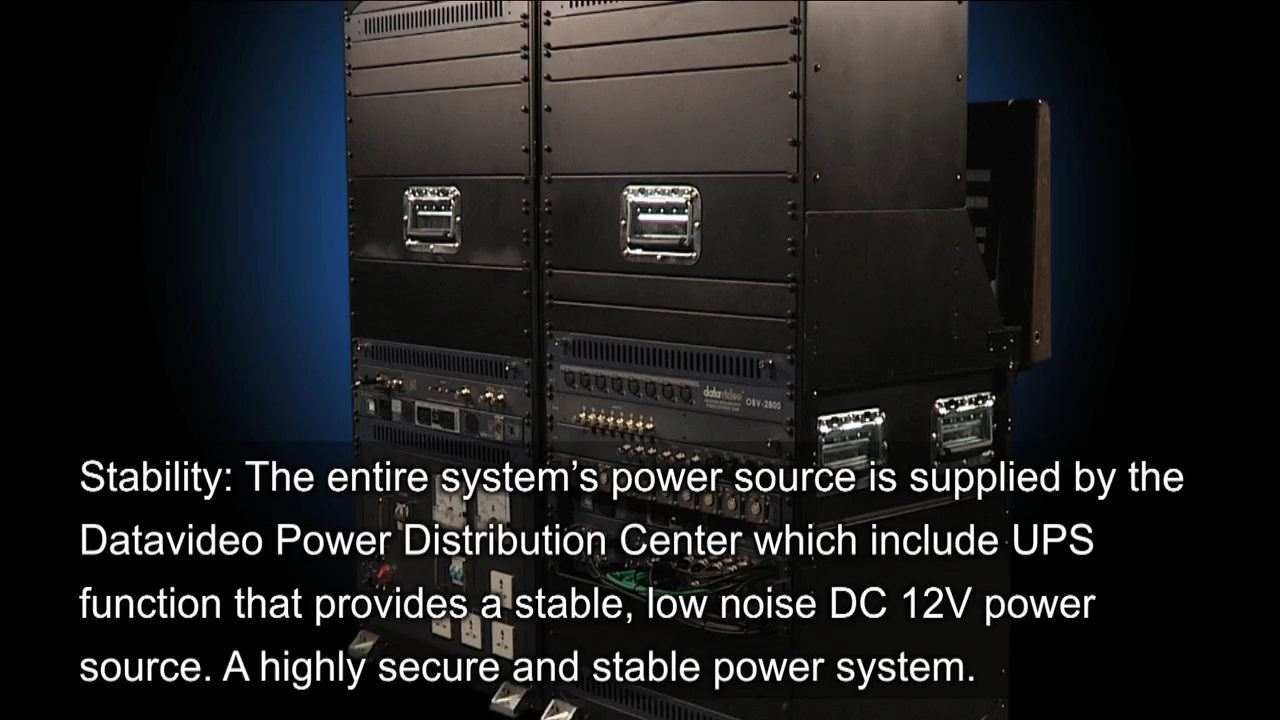 datavideo
OBV-2800
Stability: The entire system’s power source is supplied by the
Datavideo Power Distribution Center which include UPS
function that provides a stable, low noise DC 12V power
source. A highly secure and stable power system.